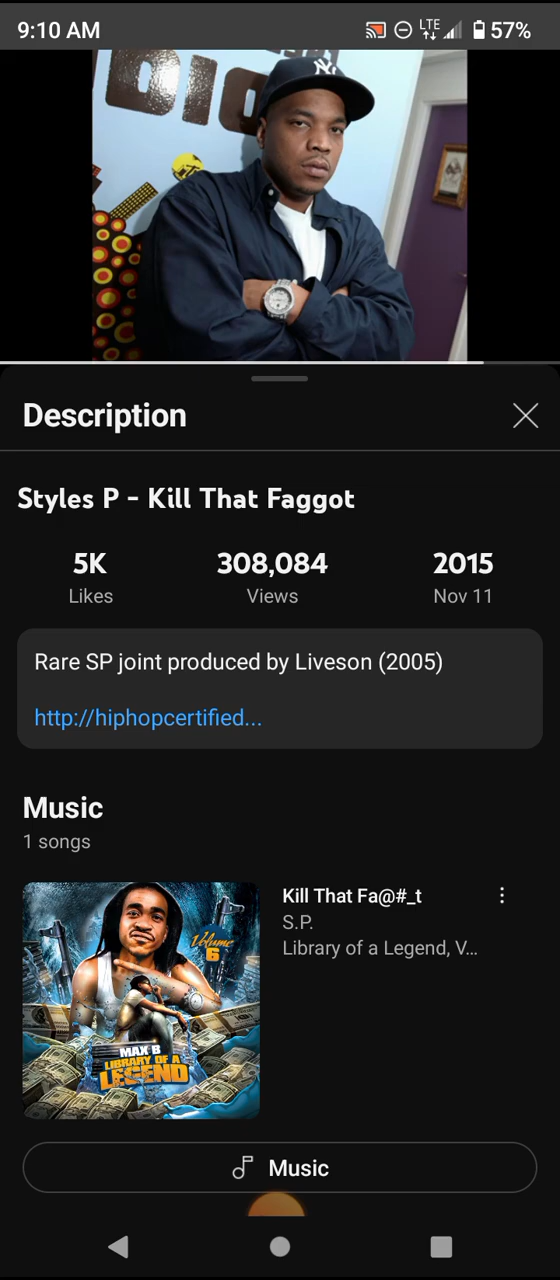 9:10 AM LTE 57%
DIO
NY
Description
Styles P - Kill That Faggot
5K 308,084 2015
Likes Views Nov 11
Rare SP joint produced by Liveson (2005)
http://hiphopcertified...
Music
1 songs
Kill That Fa@#_t
S.P.
Library of a Legend, V...
Volume
6
MAX B
LIBRARY OF A
LEGEND
Music